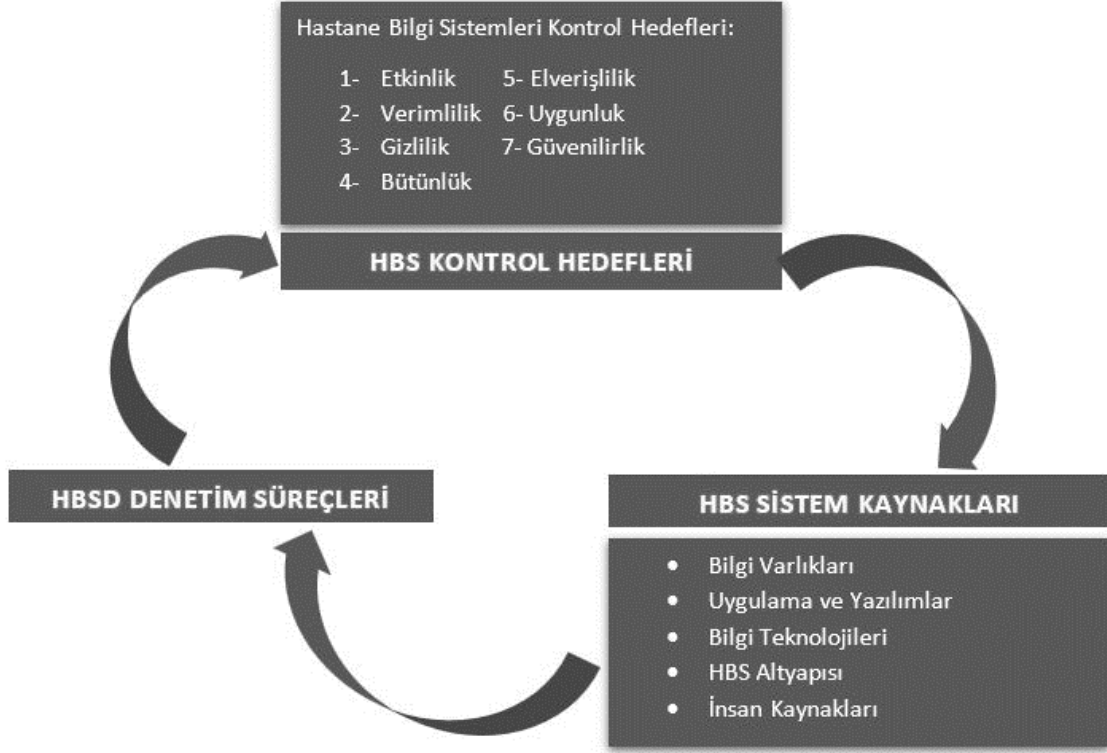 Hastane Bilgi Sistemleri Kontrol Hedefleri:
1- Etkinlik 5- Elverişlilik
2- Verimlilik 6- Uygunluk
3- Gizlilik 7- Güvenilirlik
4- Bütünlük
HBS KONTROL HEDEFLERİ
HBSD DENETİM SÜREÇLERİ
HBS SİSTEM KAYNAKLARI
• Bilgi Varlıkları
• Uygulama ve Yazılımlar
• Bilgi Teknolojileri
• HBS Altyapısı
• İnsan Kaynakları